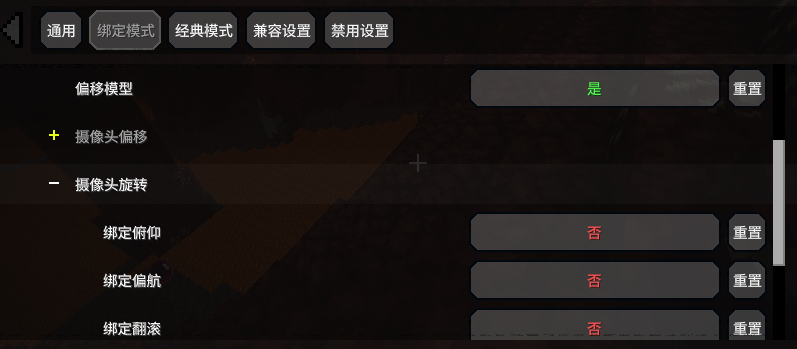 通用 绑定模式 经典模式 兼容设置 禁用设置
偏移模型 是 重置
+ 摄像头偏移
− 摄像头旋转
绑定俯仰 否 重置
绑定偏航 否 重置
绑定翻滚 否 重置